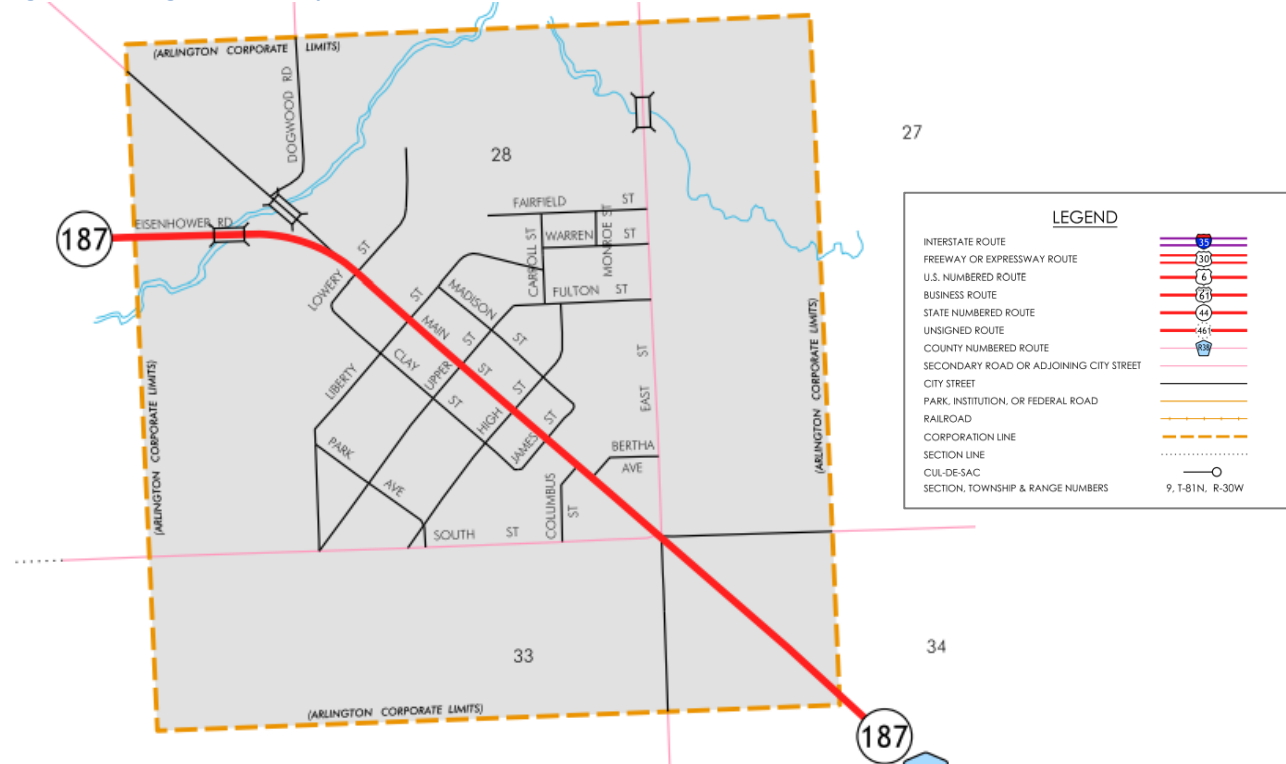 (ARLINGTON CORPORATE LIMITS)
DOGWOOD RD
27
28
187
EISENHOWER RD
FAIRFIELD ST
WARREN ST
CARROLL ST
MONROE ST
FULTON ST
LOWERY ST
MADISON ST
MAIN ST
CLAY ST
LIBERTY ST
UPPER ST
HIGH ST
JAMES ST
EAST ST
PARK AVE
BERTHA AVE
COLUMBUS ST
SOUTH ST
(ARLINGTON CORPORATE LIMITS)
(ARLINGTON CORPORATE LIMITS)
33
34
(ARLINGTON CORPORATE LIMITS)
187
LEGEND
INTERSTATE ROUTE 35
FREEWAY OR EXPRESSWAY ROUTE 30
U.S. NUMBERED ROUTE 6
BUSINESS ROUTE 61
STATE NUMBERED ROUTE 44
UNSIGNED ROUTE 461
COUNTY NUMBERED ROUTE
SECONDARY ROAD OR ADJOINING CITY STREET
CITY STREET
PARK, INSTITUTION, OR FEDERAL ROAD
RAILROAD
CORPORATION LINE
SECTION LINE
CUL-DE-SAC
SECTION, TOWNSHIP & RANGE NUMBERS 9, T-81N, R-30W